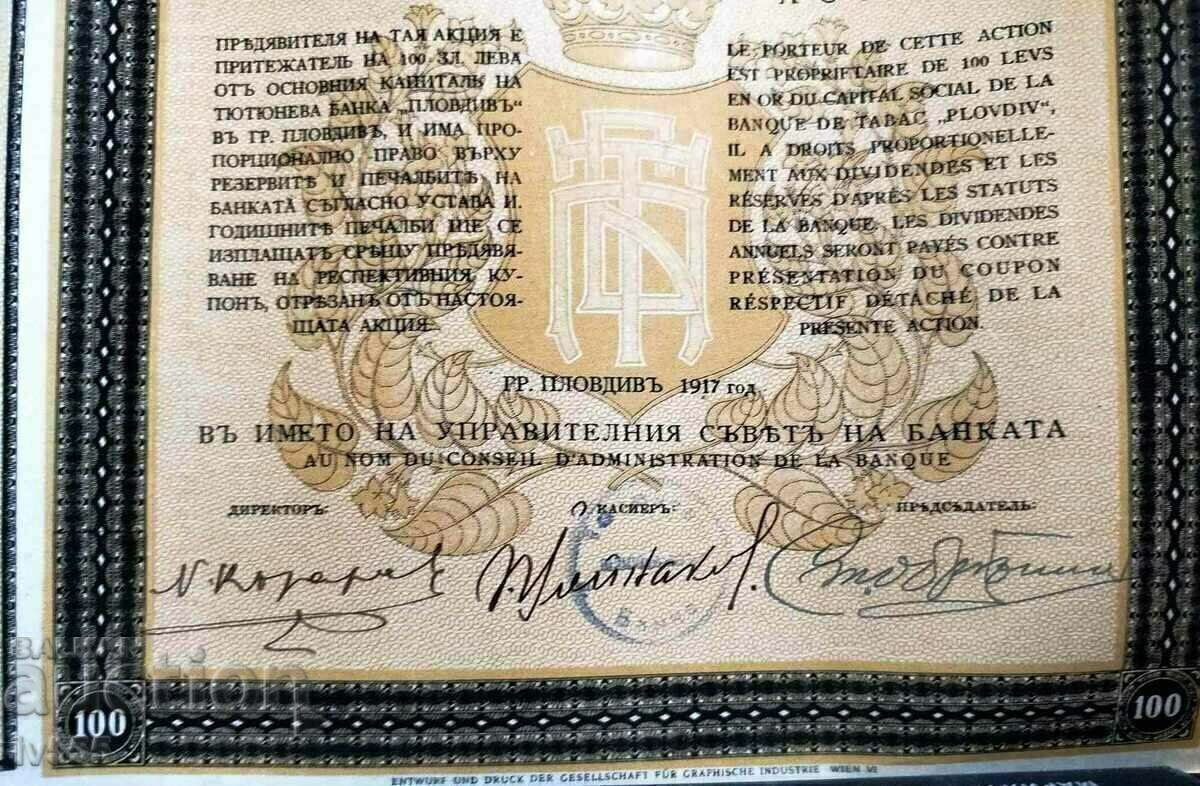 ПРѢДЯВИТЕЛЯ НА ТАЯ АКЦИЯ Е
ПРИТЕЖАТЕЛЬ НА 100 ЗЛ. ЛЕВА
ОТЪ ОСНОВНИЯ КАПИТАЛЪ НА
ТЮТЮНЕВА БАНКА „ПЛОВДИВЪ“
ВЪ ГР. ПЛОВДИВЪ, И ИМА ПРО-
ПОРЦИОНАЛНО ПРАВО ВЪРХУ
РЕЗЕРВИТѢ И ПЕЧАЛБИТѢ НА
БАНКАТА СЪГЛАСНО УСТАВА И.
ГОДИШНИТѢ ПЕЧАЛБИ ЩЕ СЕ
ИЗПЛАЩАТЪ СРѢЩУ ПРѢДЯВЯ-
ВАНЕ НА РЕСПЕКТИВНИЯ КУ-
ПОНЪ, ОТРѢЗАНЪ ОТЪ НАСТОЯ-
ЩАТА АКЦИЯ.
LE PORTEUR DE CETTE ACTION
EST PROPRIETAIRE DE 100 LEVS
EN OR DU CAPITAL SOCIAL DE LA
BANQUE DE TABAC „PLOVDIV“,
IL A DROITS PROPORTIONELLE-
MENT AUX DIVIDENDES ET LES
RÉSERVES D'APRÈS LES STATUTS
DE LA BANQUE. LES DIVIDENDES
ANNUELS SERONT PAYÉS CONTRE
PRÉSENTATION DU COUPON
RÉSPECTIF DÉTACHÉ DE LA
PRÉSENTE ACTION.
ГР. ПЛОВДИВЪ 1917 год.
ВЪ ИМЕТО НА УПРАВИТЕЛНИЯ СЪВѢТЪ НА БАНКАТА
AU NOM DU CONSEIL D'ADMINISTRATION DE LA BANQUE
ДИРЕКТОРЪ: КАСИЕРЪ: ПРѢДСѢДАТЕЛЬ:
100 100
ENTWURF UND DRUCK DER GESELLSCHAFT FÜR GRAPHISCHE INDUSTRIE WIEN VI